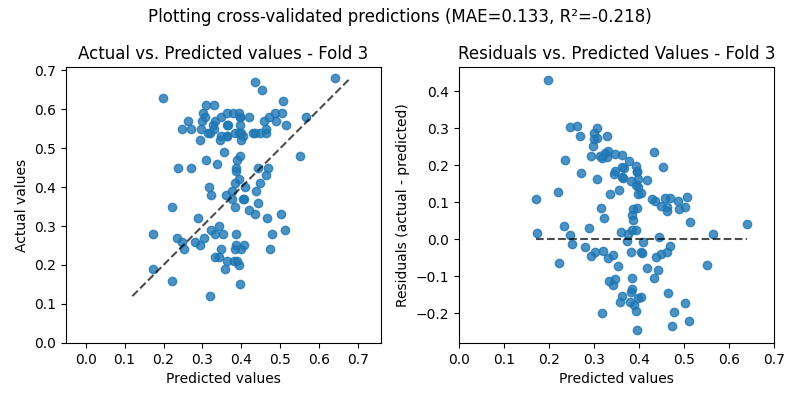 Plotting cross-validated predictions (MAE=0.133, R²=-0.218)
Actual vs. Predicted values - Fold 3
Actual values
0.7
0.6
0.5
0.4
0.3
0.2
0.1
0.0
0.0 0.1 0.2 0.3 0.4 0.5 0.6 0.7
Predicted values
Residuals vs. Predicted Values - Fold 3
Residuals (actual - predicted)
0.4
0.3
0.2
0.1
0.0
−0.1
−0.2
0.0 0.1 0.2 0.3 0.4 0.5 0.6 0.7
Predicted values